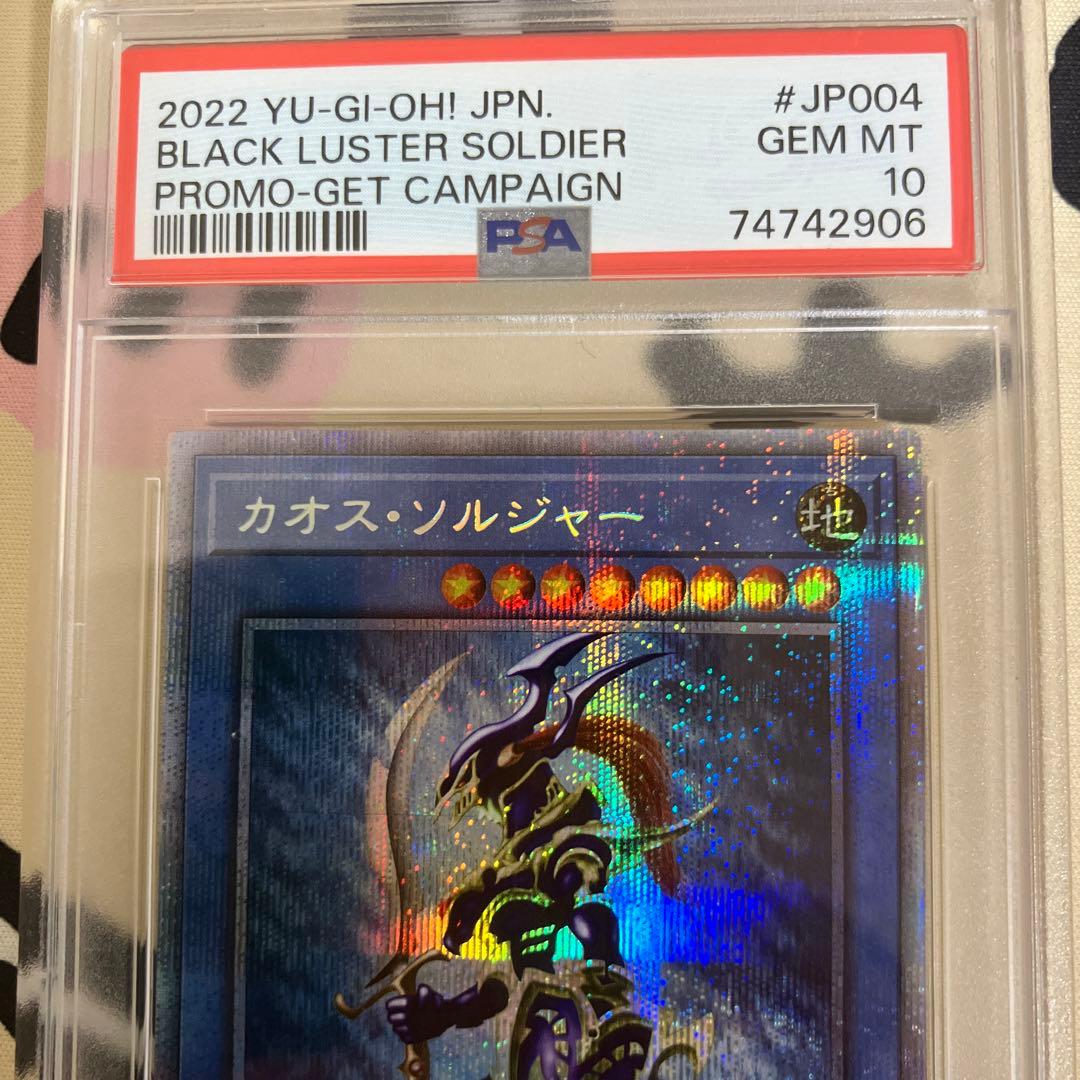 2022 YU-GI-OH! JPN.
#JP004
BLACK LUSTER SOLDIER
GEM MT
PROMO-GET CAMPAIGN
10
PSA
74742906
カオス・ソルジャー
地